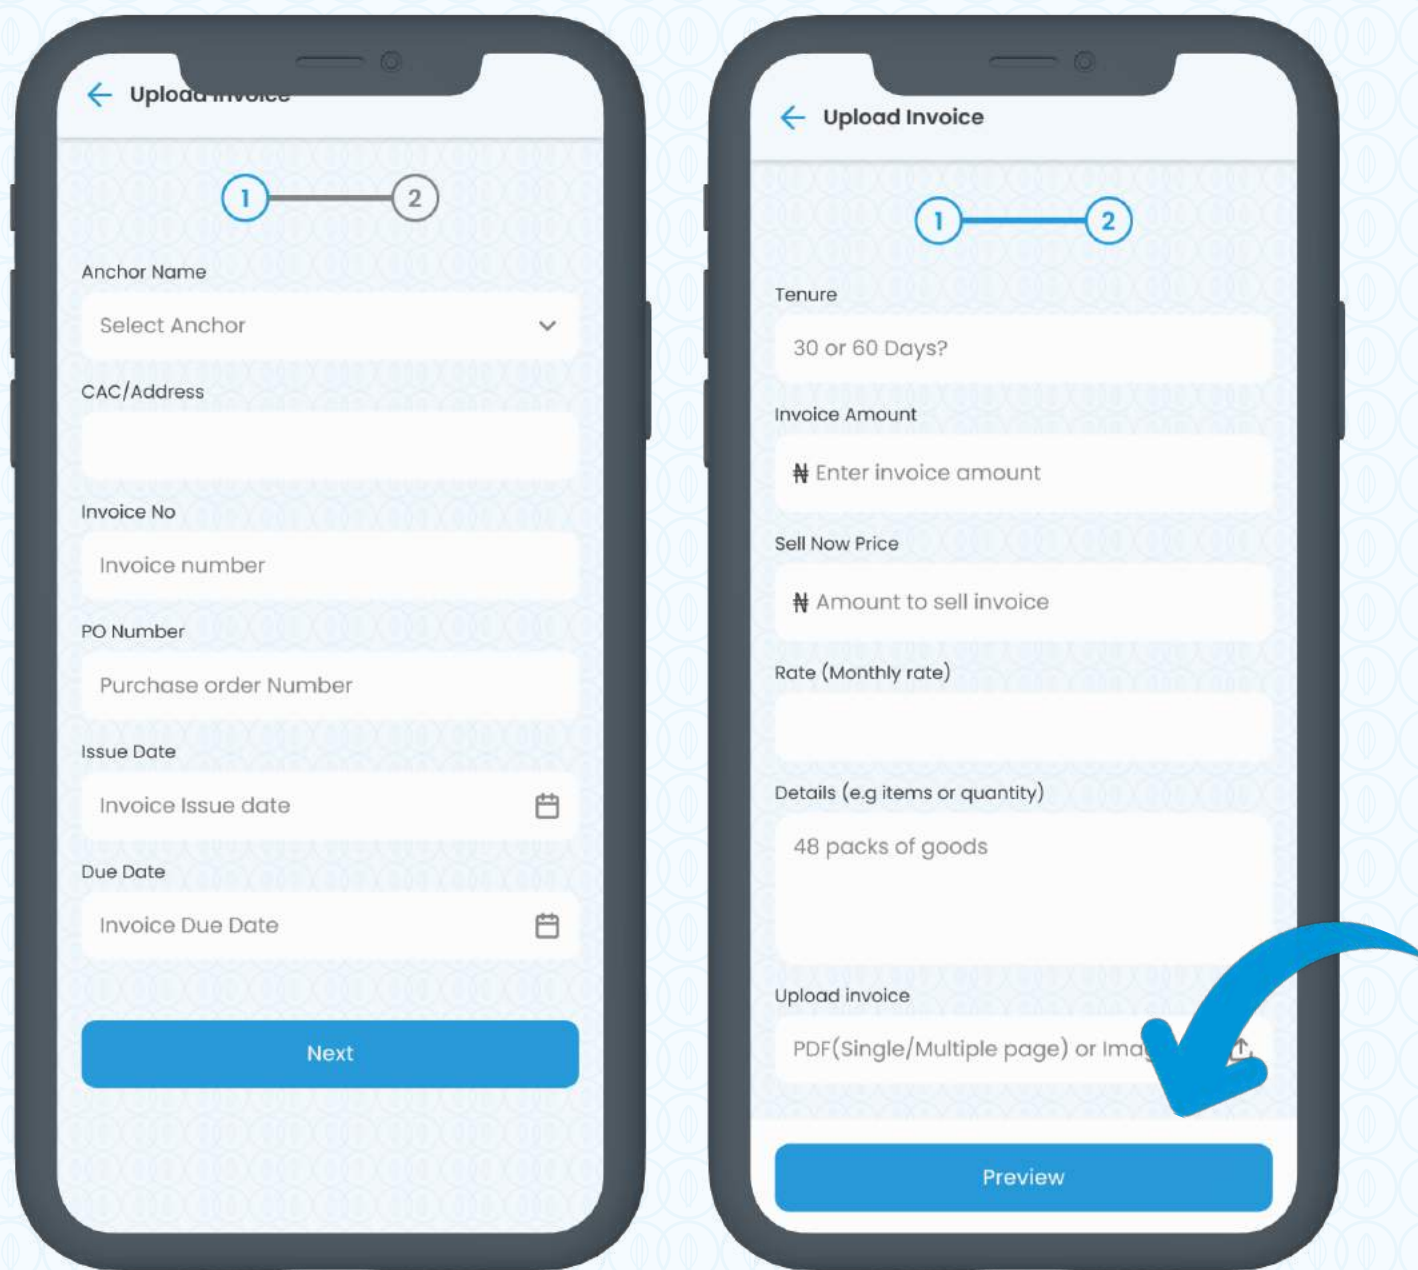 Upload Invoice
1 2
Anchor Name
Select Anchor
CAC/Address
Invoice No
Invoice number
PO Number
Purchase order Number
Issue Date
Invoice Issue date
Due Date
Invoice Due Date
Next
Upload Invoice
1 2
Tenure
30 or 60 Days?
Invoice Amount
₦ Enter invoice amount
Sell Now Price
₦ Amount to sell invoice
Rate (Monthly rate)
Details (e.g items or quantity)
48 packs of goods
Upload invoice
PDF(Single/Multiple page) or
Preview